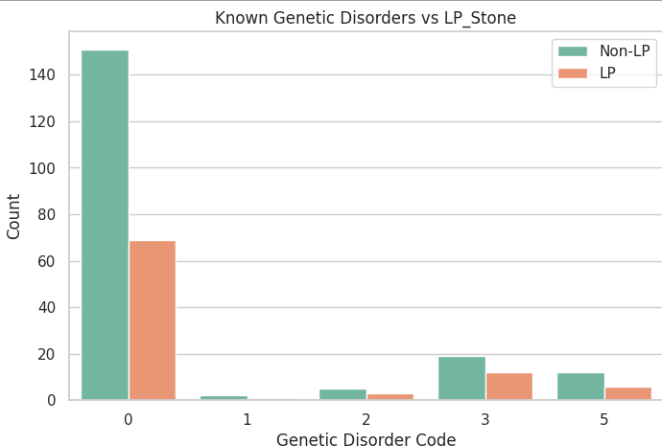 Known Genetic Disorders vs LP_Stone
Non-LP
LP
140
120
100
80
60
40
20
0
Count
0 1 2 3 5
Genetic Disorder Code